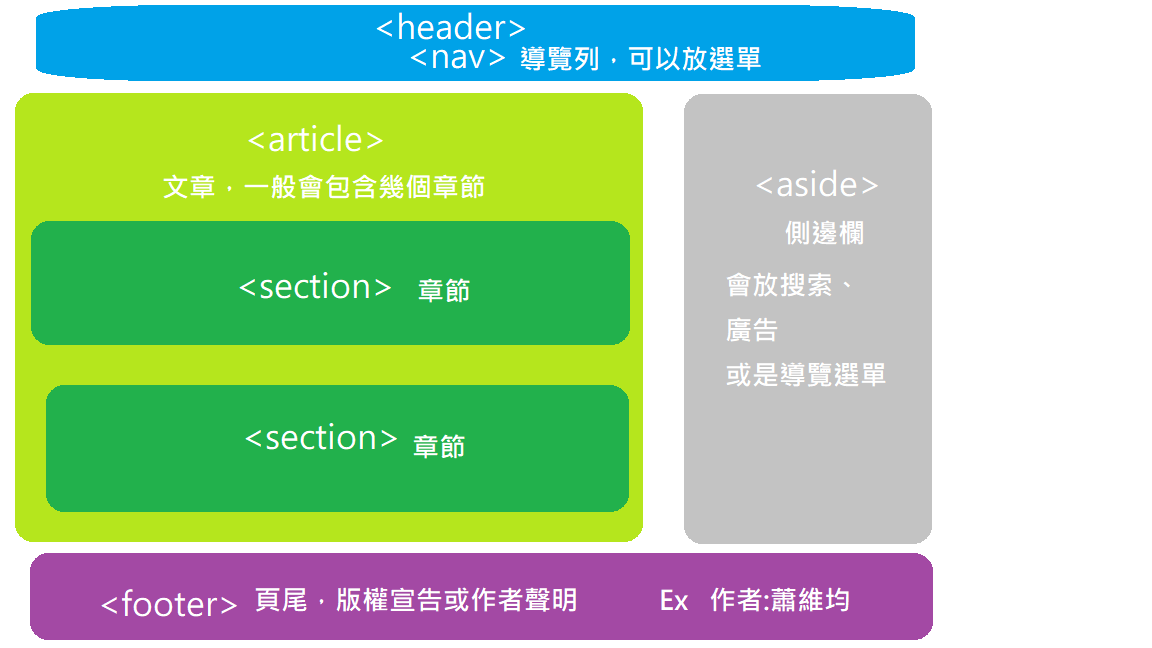 <header>
<nav> 導覽列，可以放選單
<article>
文章，一般會包含幾個章節
<section> 章節
<section> 章節
<aside>
側邊欄
會放搜索、
廣告
或是導覽選單
<footer> 頁尾，版權宣告或作者聲明 Ex 作者:蕭維均